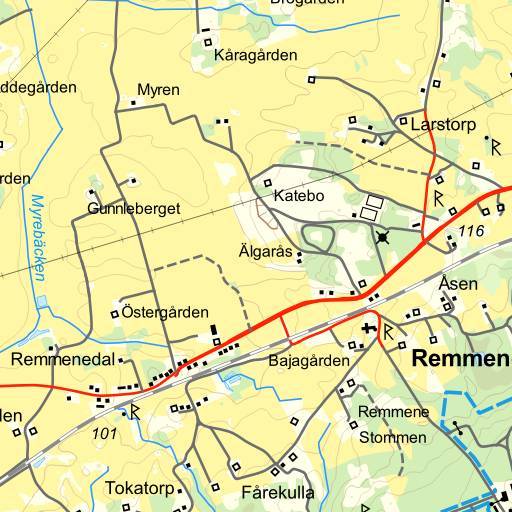 Brogården
Kåragården
ddegården
Myren
Larstorp
rden
Katebo
Gunnleberget
Myrebäcken
116
Älgarås
Åsen
Östergården
Remmenedal
Bajagården
Remmen
den
Remmene
Stommen
101
Tokatorp
Fårekulla